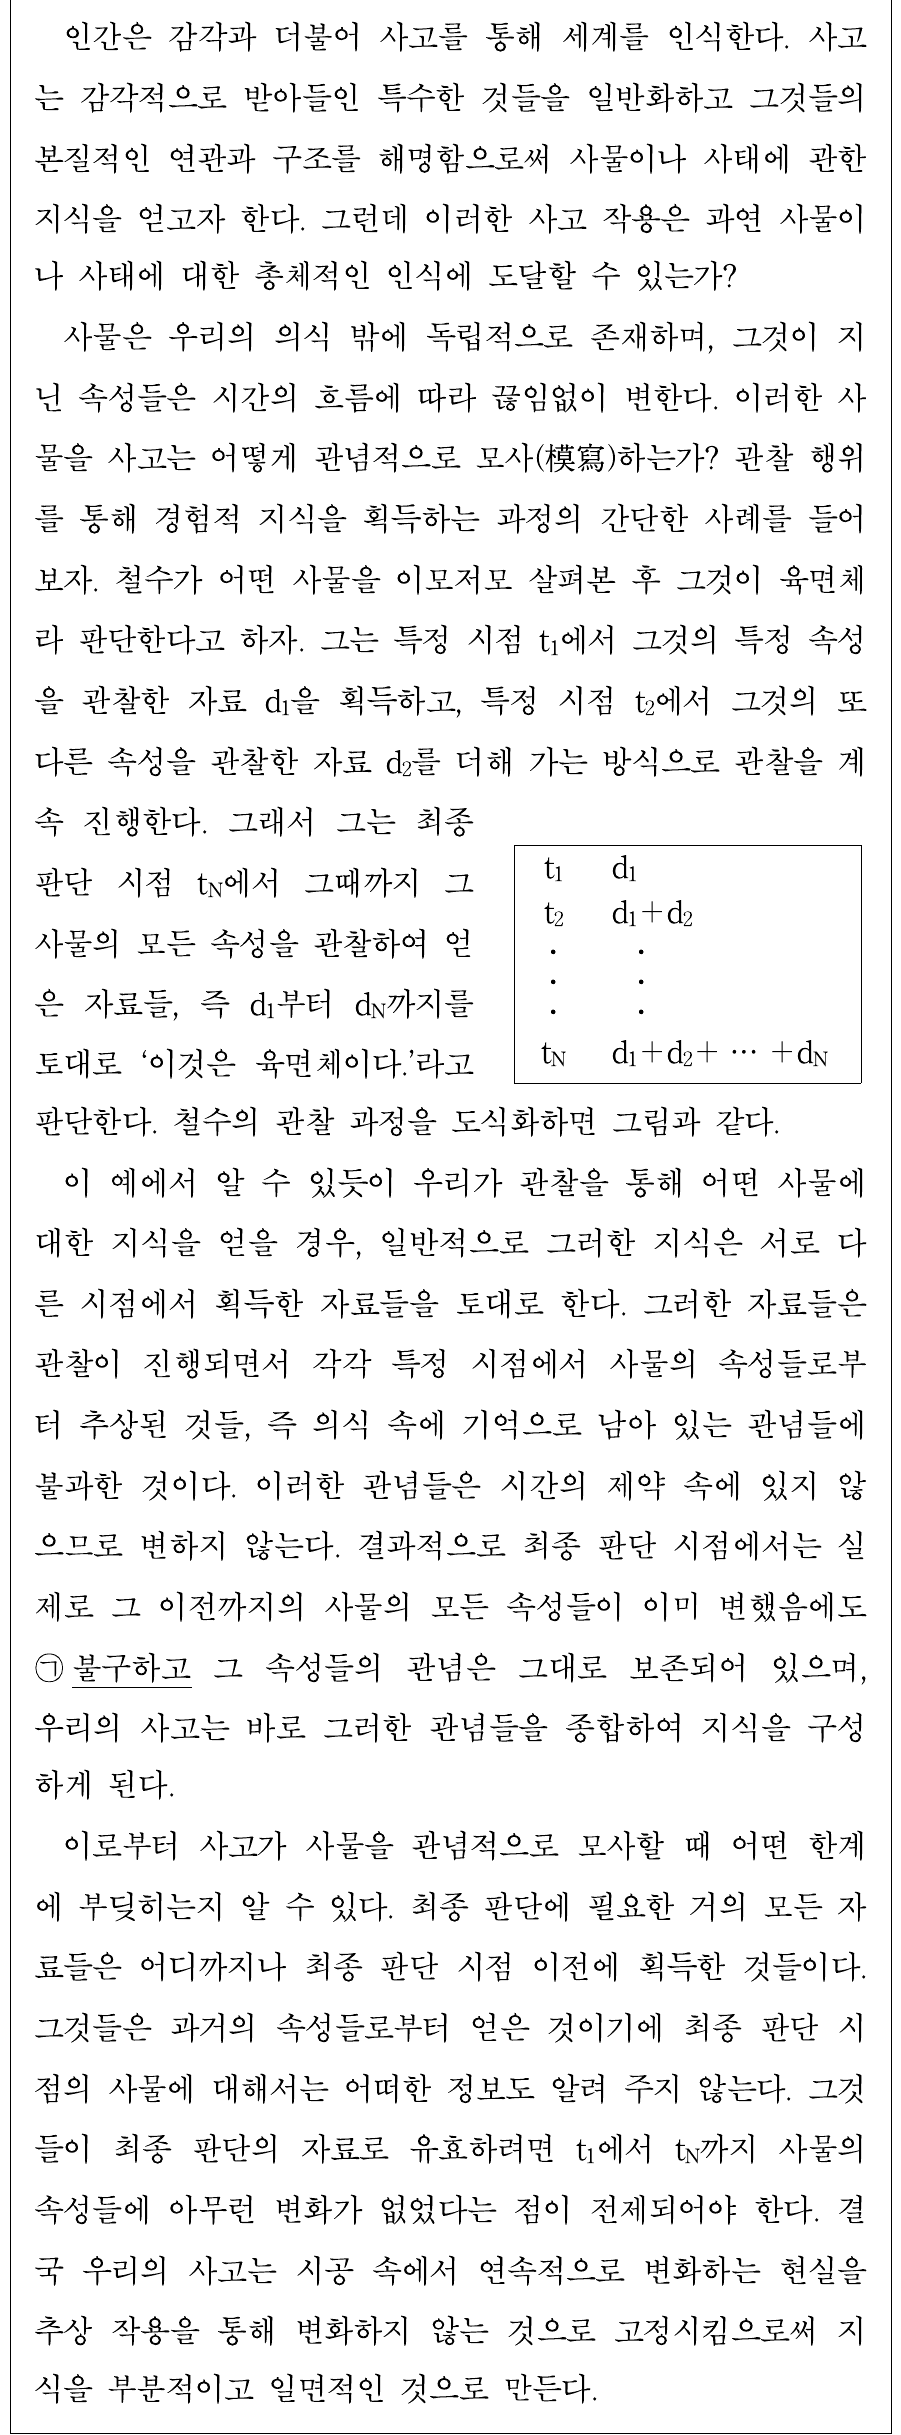 인간은 감각과 더불어 사고를 통해 세계를 인식한다. 사고
는 감각적으로 받아들인 특수한 것들을 일반화하고 그것들의
본질적인 연관과 구조를 해명함으로써 사물이나 사태에 관한
지식을 얻고자 한다. 그런데 이러한 사고 작용은 과연 사물이
나 사태에 대한 총체적인 인식에 도달할 수 있는가?
사물은 우리의 의식 밖에 독립적으로 존재하며, 그것이 지
닌 속성들은 시간의 흐름에 따라 끊임없이 변한다. 이러한 사
물을 사고는 어떻게 관념적으로 모사(模寫)하는가? 관찰 행위
를 통해 경험적 지식을 획득하는 과정의 간단한 사례를 들어
보자. 철수가 어떤 사물을 이모저모 살펴본 후 그것이 육면체
라 판단한다고 하자. 그는 특정 시점 t₁에서 그것의 특정 속성
을 관찰한 자료 d₁을 획득하고, 특정 시점 t₂에서 그것의 또
다른 속성을 관찰한 자료 d₂를 더해 가는 방식으로 관찰을 계
속 진행한다. 그래서 그는 최종
판단 시점 tN에서 그때까지 그
사물의 모든 속성을 관찰하여 얻
은 자료들, 즉 d₁부터 dN까지를
토대로 ‘이것은 육면체이다.’라고
판단한다. 철수의 관찰 과정을 도식화하면 그림과 같다.
t₁ d₁
t₂ d₁+d₂
· ·
· ·
· ·
tN d₁+d₂+ ··· +dN
이 예에서 알 수 있듯이 우리가 관찰을 통해 어떤 사물에
대한 지식을 얻을 경우, 일반적으로 그러한 지식은 서로 다
른 시점에서 획득한 자료들을 토대로 한다. 그러한 자료들은
관찰이 진행되면서 각각 특정 시점에서 사물의 속성들로부
터 추상된 것들, 즉 의식 속에 기억으로 남아 있는 관념들에
불과한 것이다. 이러한 관념들은 시간의 제약 속에 있지 않
으므로 변하지 않는다. 결과적으로 최종 판단 시점에서는 실
제로 그 이전까지의 사물의 모든 속성들이 이미 변했음에도
㉠ 불구하고 그 속성들의 관념은 그대로 보존되어 있으며,
우리의 사고는 바로 그러한 관념들을 종합하여 지식을 구성
하게 된다.
이로부터 사고가 사물을 관념적으로 모사할 때 어떤 한계
에 부딪히는지 알 수 있다. 최종 판단에 필요한 거의 모든 자
료들은 어디까지나 최종 판단 시점 이전에 획득한 것들이다.
그것들은 과거의 속성들로부터 얻은 것이기에 최종 판단 시
점의 사물에 대해서는 어떠한 정보도 알려 주지 않는다. 그것
들이 최종 판단의 자료로 유효하려면 t₁에서 tN까지 사물의
속성들에 아무런 변화가 없었다는 점이 전제되어야 한다. 결
국 우리의 사고는 시공 속에서 연속적으로 변화하는 현실을
추상 작용을 통해 변화하지 않는 것으로 고정시킴으로써 지
식을 부분적이고 일면적인 것으로 만든다.